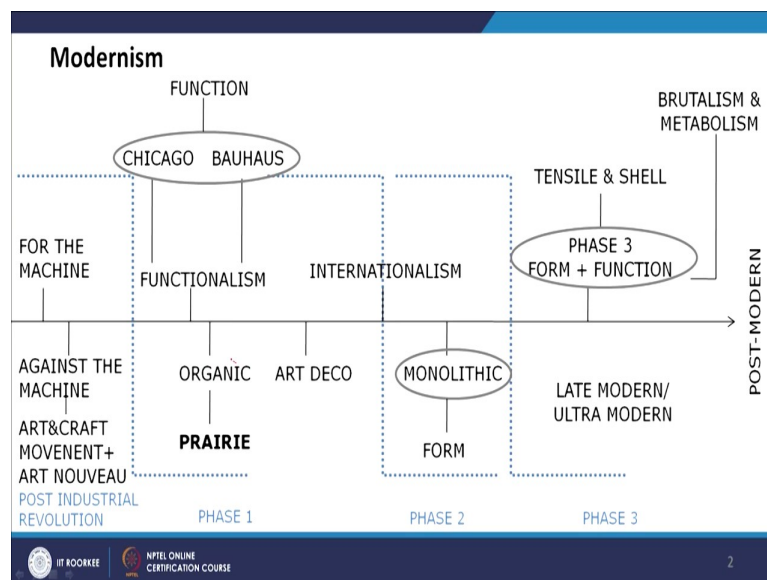 Modernism
FUNCTION
CHICAGO BAUHAUS
BRUTALISM &
METABOLISM
TENSILE & SHELL
FOR THE
MACHINE
FUNCTIONALISM
INTERNATIONALISM
PHASE 3
FORM + FUNCTION
POST-MODERN
AGAINST THE
MACHINE
ART&CRAFT
MOVENENT+
ART NOUVEAU
ORGANIC
PRAIRIE
ART DECO
MONOLITHIC
FORM
LATE MODERN/
ULTRA MODERN
POST INDUSTRIAL
REVOLUTION
PHASE 1
PHASE 2
PHASE 3
IIT ROORKEE
NPTEL ONLINE
CERTIFICATION COURSE
2